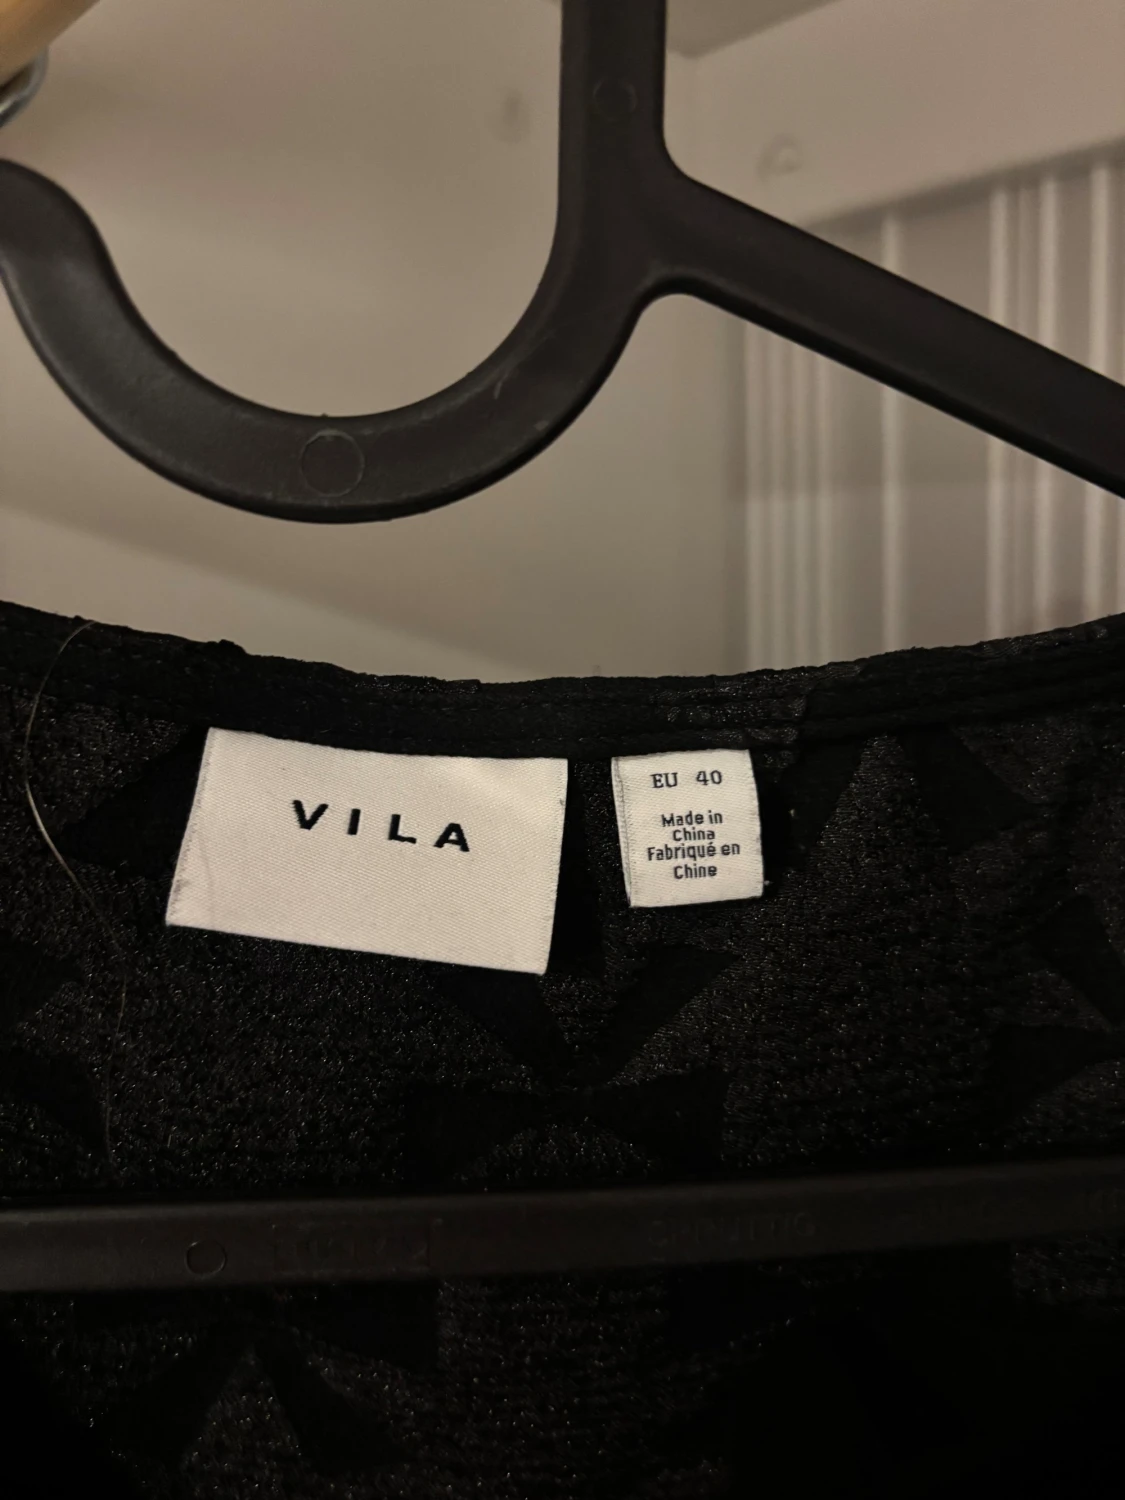 VILA
EU 40
Made in
China
Fabriqué en
Chine